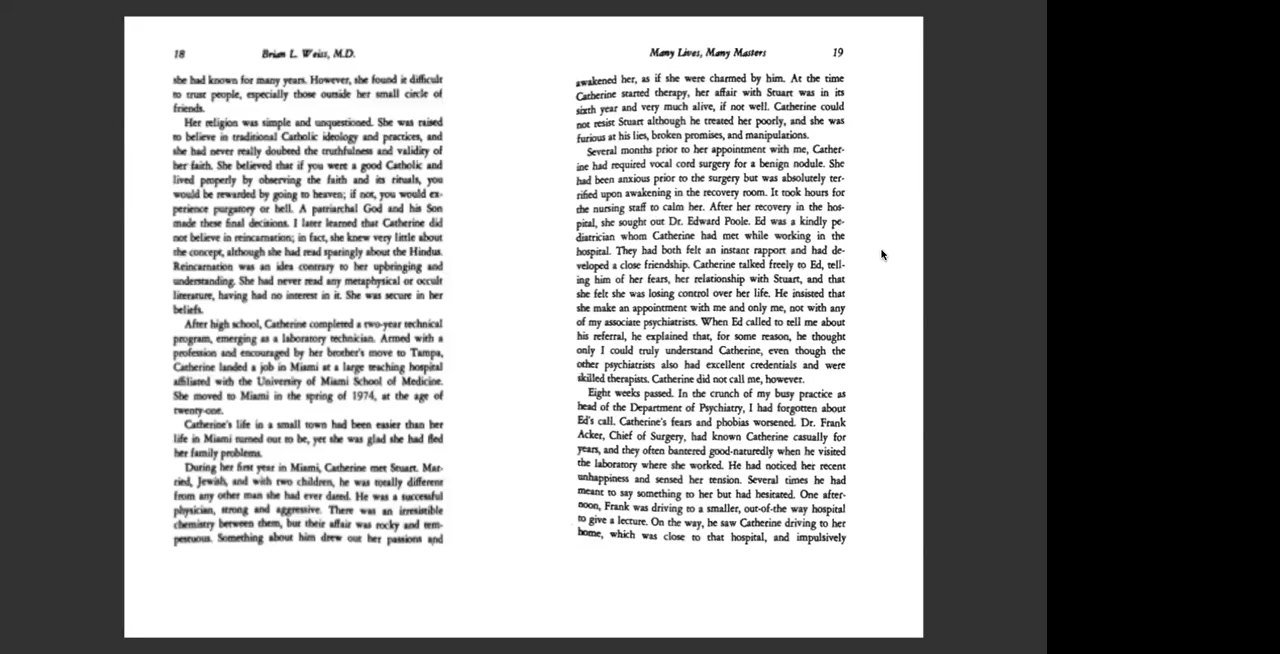 18 Brian L. Weiss, M.D.
she had known for many years. However, she found it difficult
to trust people, especially those outside her small circle of
friends.
Her religion was simple and unquestioned. She was raised
to believe in traditional Catholic ideology and practices, and
she had never really doubted the truthfulness and validity of
her faith. She believed that if you were a good Catholic and
lived properly by observing the faith and its rituals, you
would be rewarded by going to heaven; if not, you would ex-
perience purgatory or hell. A patriarchal God and his Son
made these final decisions. I later learned that Catherine did
not believe in reincarnation; in fact, she knew very little about
the concept, although she had read sparingly about the Hindus.
Reincarnation was an idea contrary to her upbringing and
understanding. She had never read any metaphysical or occult
literature, having had no interest in it. She was secure in her
beliefs.
After high school, Catherine completed a two-year technical
program, emerging as a laboratory technician. Armed with a
profession and encouraged by her brother's move to Tampa,
Catherine landed a job in Miami at a large teaching hospital
affiliated with the University of Miami School of Medicine.
She moved to Miami in the spring of 1974, at the age of
twenty-one.
Catherine's life in a small town had been easier than her
life in Miami turned out to be, yet she was glad she had fled
her family problems.
During her first year in Miami, Catherine met Stuart. Mar-
ried, Jewish, and with two children, he was totally different
from any other man she had ever dated. He was a successful
physician, strong and aggressive. There was an irresistible
chemistry between them, but their affair was rocky and tem-
pestuous. Something about him drew out her passions and
Many Lives, Many Masters 19
awakened her, as if she were charmed by him. At the time
Catherine started therapy, her affair with Stuart was in its
sixth year and very much alive, if not well. Catherine could
not resist Stuart although he treated her poorly, and she was
furious at his lies, broken promises, and manipulations.
Several months prior to her appointment with me, Cather-
ine had required vocal cord surgery for a benign nodule. She
had been anxious prior to the surgery but was absolutely ter-
rified upon awakening in the recovery room. It took hours for
the nursing staff to calm her. After her recovery in the hos-
pital, she sought out Dr. Edward Poole. Ed was a kindly pe-
diatrician whom Catherine had met while working in the
hospital. They had both felt an instant rapport and had de-
veloped a close friendship. Catherine talked freely to Ed, tell-
ing him of her fears, her relationship with Stuart, and that
she felt she was losing control over her life. He insisted that
she make an appointment with me and only me, not with any
of my associate psychiatrists. When Ed called to tell me about
his referral, he explained that, for some reason, he thought
only I could truly understand Catherine, even though the
other psychiatrists also had excellent credentials and were
skilled therapists. Catherine did not call me, however.
Eight weeks passed. In the crunch of my busy practice as
head of the Department of Psychiatry, I had forgotten about
Ed's call. Catherine's fears and phobias worsened. Dr. Frank
Acker, Chief of Surgery, had known Catherine casually for
years, and they often bantered good-naturedly when he visited
the laboratory where she worked. He had noticed her recent
unhappiness and sensed her tension. Several times he had
meant to say something to her but had hesitated. One after-
noon, Frank was driving to a smaller, out-of-the way hospital
to give a lecture. On the way, he saw Catherine driving to her
home, which was close to that hospital, and impulsively